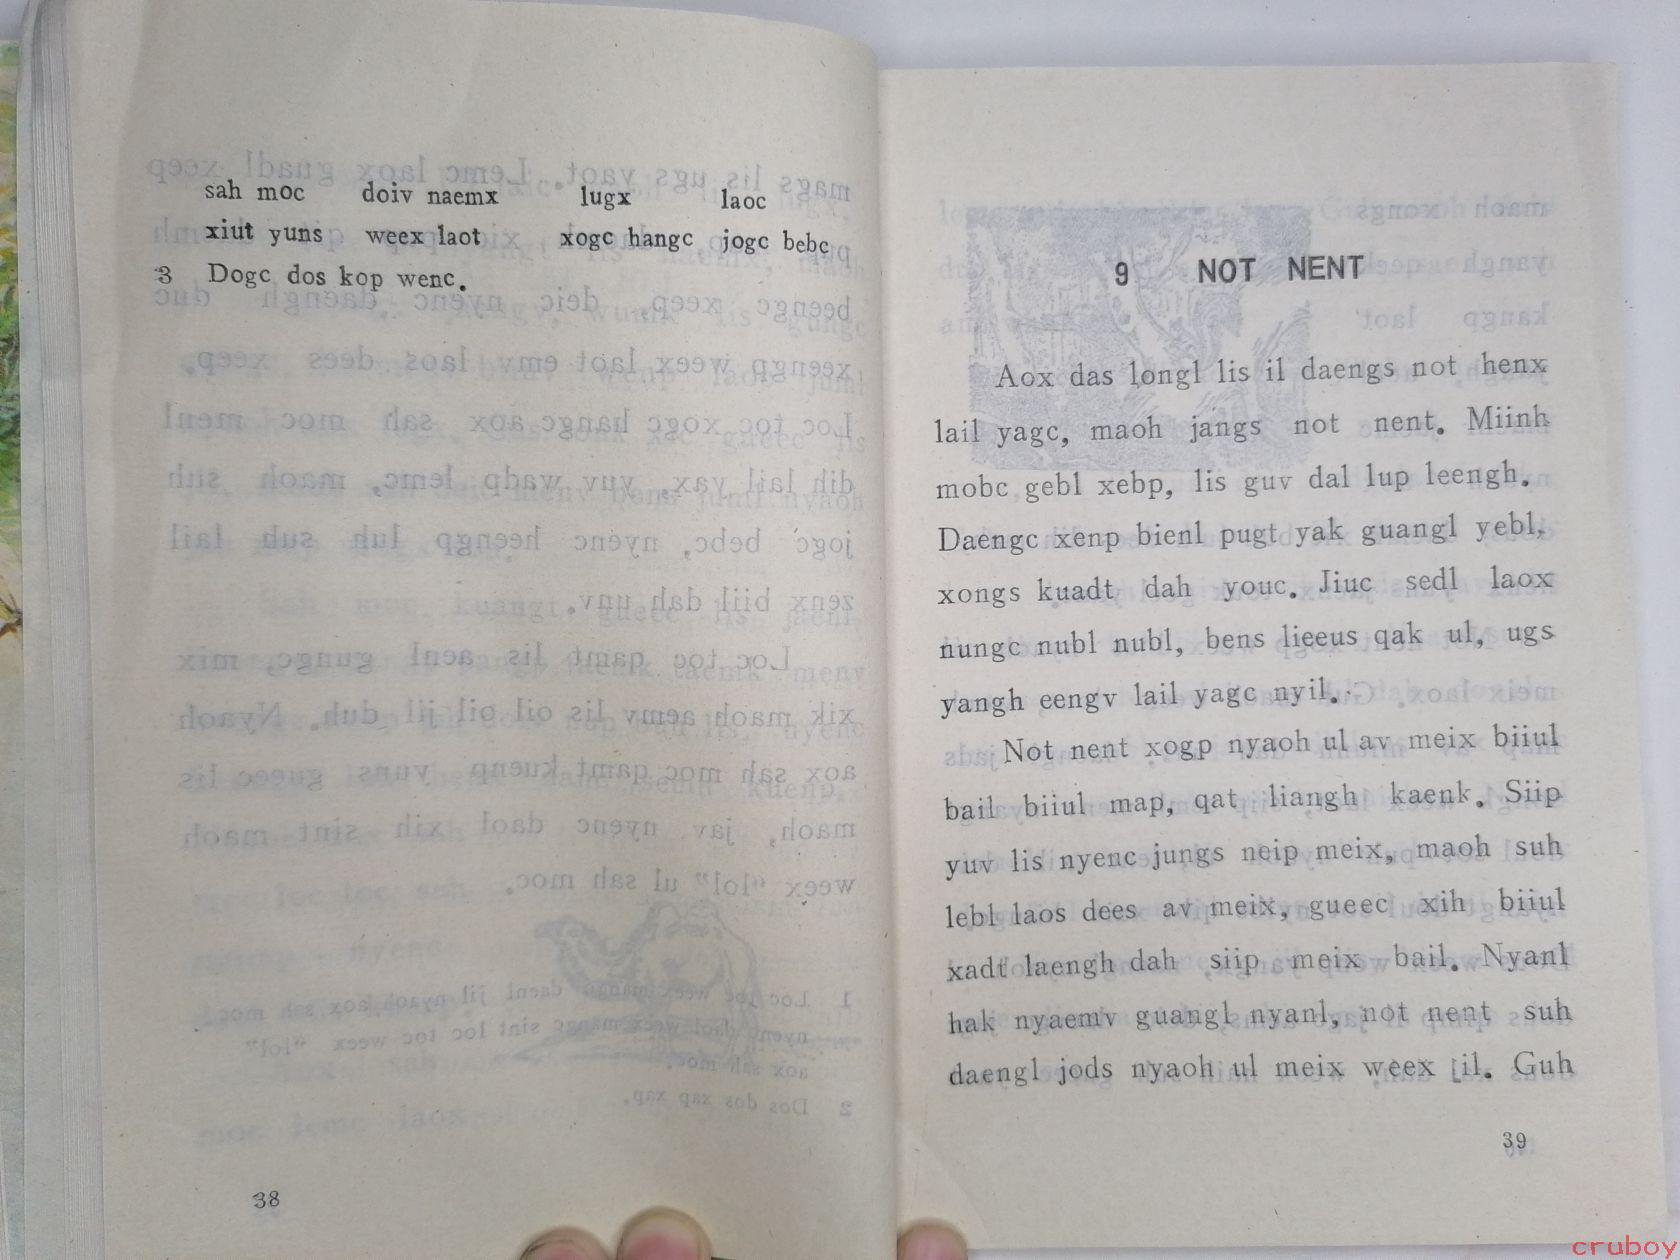 sah moc doiv naemx lugx laoc
xiut yuns weex laot xogc hangc jogc bebc
3 Dogc dos kop wenc.
38
9 NOT NENT
Aox das longl lis il daengs not henx
lail yagc, maoh jangs not nent. Miinh
mobc gebl xebp, lis guv dal lup leengh.
Daengc xenp bienl pugt yak guangl yebl,
xongs kuadt dah youc. Jiuc sedl laox
nungc nubl nubl, bens lieeus qak ul, ugs
yangh eengv lail yagc nyil.
Not nent xogp nyaoh ul av meix biiul
bail biiul map, qat liangh kaenk. Siip
yuv lis nyenc jungs neip meix, maoh suh
lebl laos dees av meix, gueec xih biiul
xadt laengh dah siip meix bail. Nyanl
hak nyaemv guangl nyanl, not nent suh
daengl jods nyaoh ul meix weex lil. Guh
39
cruboy